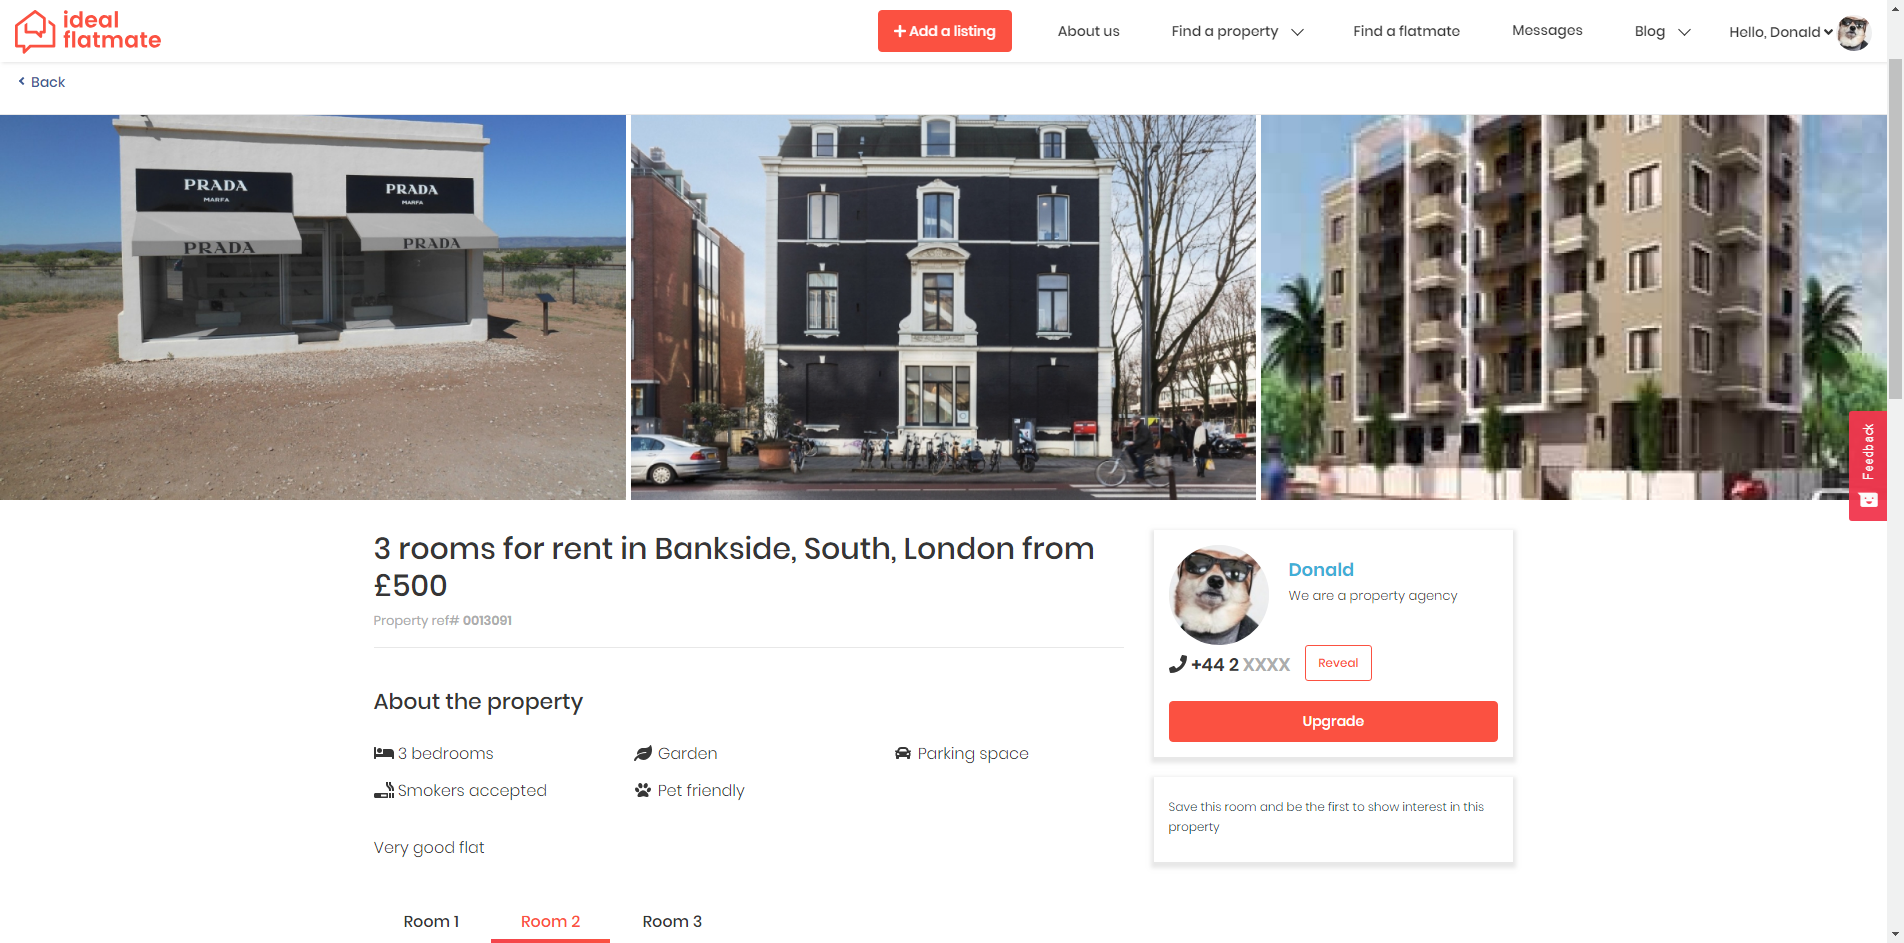 ideal
flatmate
Add a listing
About us
Find a property
Find a flatmate
Messages
Blog
Hello, Donald
Back
PRADA
MARFA
PRADA
MARFA
PRADA
PRADA
Feedback
3 rooms for rent in Bankside, South, London from
£500
Property ref# 0013091
Donald
We are a property agency
+44 2 XXXX
Reveal
Upgrade
About the property
3 bedrooms
Garden
Parking space
Smokers accepted
Pet friendly
Save this room and be the first to show interest in this
property
Very good flat
Room 1
Room 2
Room 3